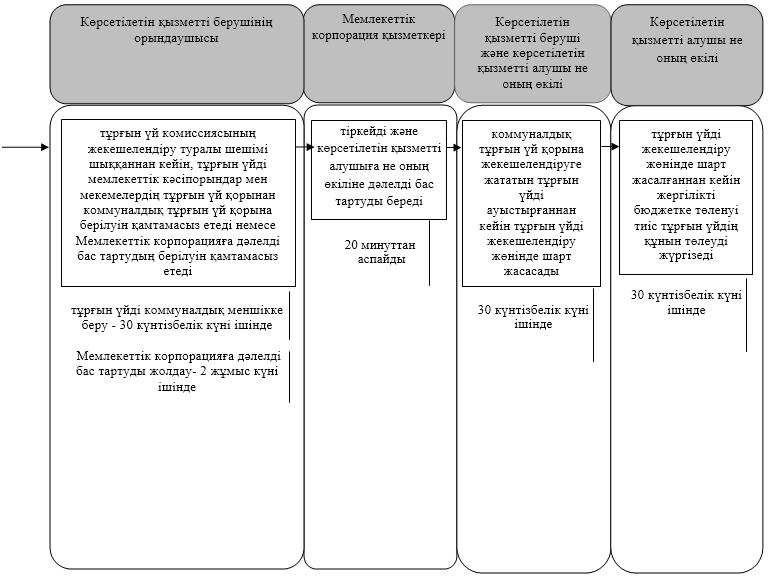 Көрсетілетін қызметті берушінің
орындаушысы
Мемлекеттік
корпорация қызметкері
Көрсетілетін
қызметті беруші
және көрсетілетін
қызметті алушы не
оның өкілі
Көрсетілетін
қызметті алушы не
оның өкілі
тұрғын үй комиссиясының
жекешелендіру туралы шешімі
шыққаннан кейін, тұрғын үйді
мемлекеттік кәсіпорындар мен
мекемелердің тұрғын үй қорынан
коммуналдық тұрғын үй қорына
берілуін қамтамасыз етеді немесе
Мемлекеттік корпорацияға дәлелді
бас тартудың берілуін қамтамасыз
етеді
тұрғын үйді коммуналдық меншікке
беру - 30 күнтізбелік күні ішінде
Мемлекеттік корпорацияға дәлелді
бас тартуды жолдау- 2 жұмыс күні
ішінде
тіркейді және
көрсетілетін қызметті
алушыға не оның
өкіліне дәлелді бас
тартуды береді
20 минуттан
аспайды
коммуналдық
тұрғын үй қорына
жекешелендіруге
жататын тұрғын
үйді
ауыстырғаннан
кейін тұрғын үйді
жекешелендіру
жөнінде шарт
жасасады
30 күнтізбелік күні
ішінде
тұрғын үйді
жекешелендіру
жөнінде шарт
жасалғаннан кейін
жергілікті
бюджетке төленуі
тиіс тұрғын үйдің
құнын төлеуді
жүргізеді
30 күнтізбелік күні
ішінде